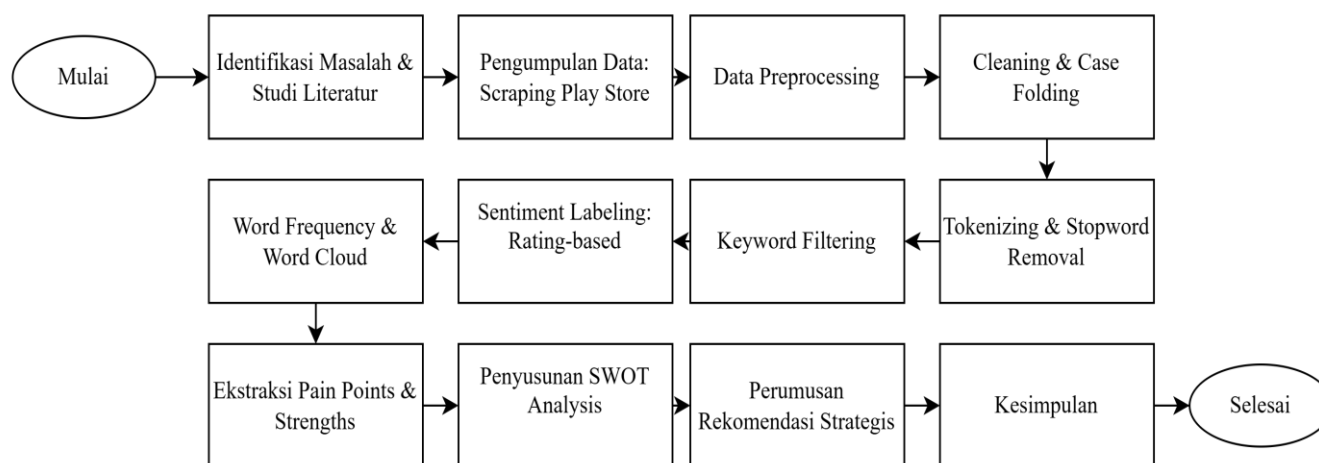 Mulai
Identifikasi Masalah &
Studi Literatur
Pengumpulan Data:
Scraping Play Store
Data Preprocessing
Cleaning & Case
Folding
Tokenizing & Stopword
Removal
Keyword Filtering
Sentiment Labeling:
Rating-based
Word Frequency &
Word Cloud
Ekstraksi Pain Points &
Strengths
Penyusunan SWOT
Analysis
Perumusan
Rekomendasi Strategis
Kesimpulan
Selesai